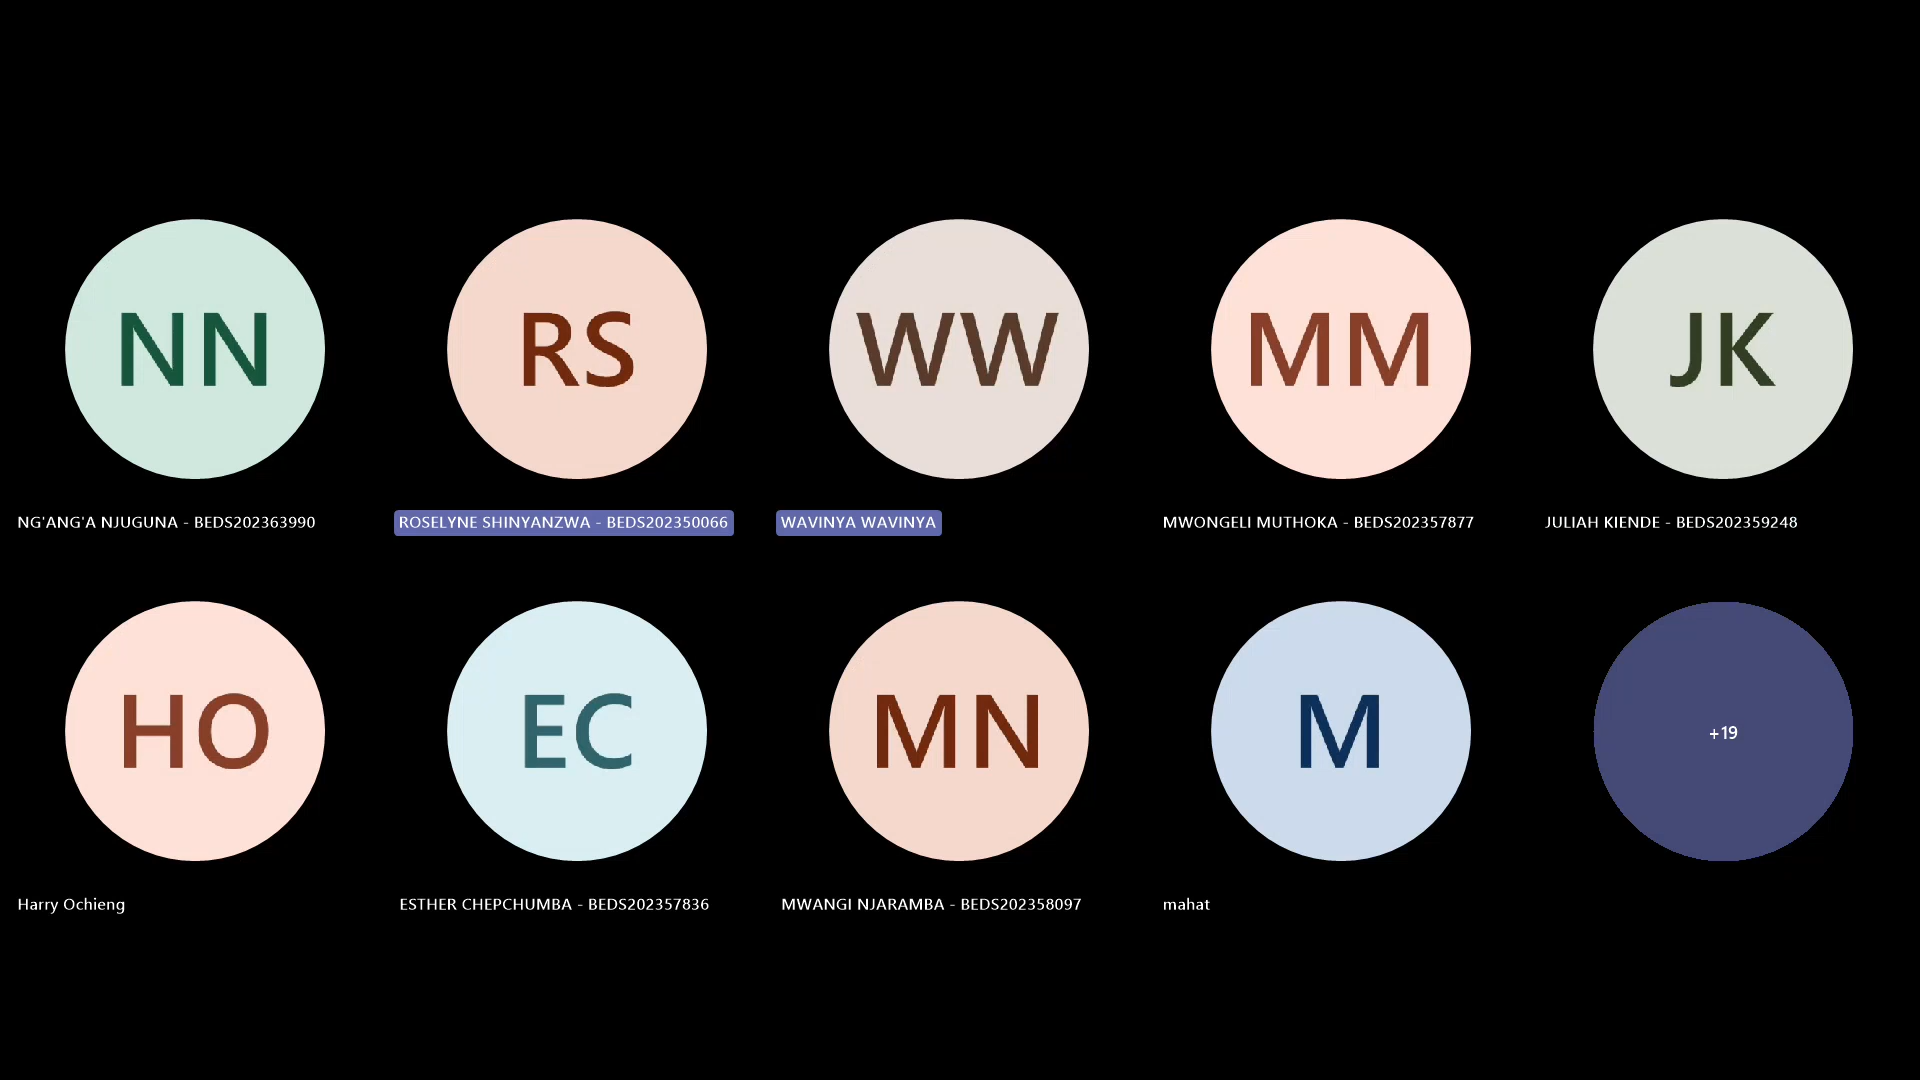 NN
RS
WW
MM
JK
NG'ANG'A NJUGUNA - BEDS202363990
ROSELYNE SHINYANZWA - BEDS202350066
WAVINYA WAVINYA
MWONGELI MUTHOKA - BEDS202357877
JULIAH KIENDE - BEDS202359248
HO
EC
MN
M
+19
Harry Ochieng
ESTHER CHEPCHUMBA - BEDS202357836
MWANGI NJARAMBA - BEDS202358097
mahat